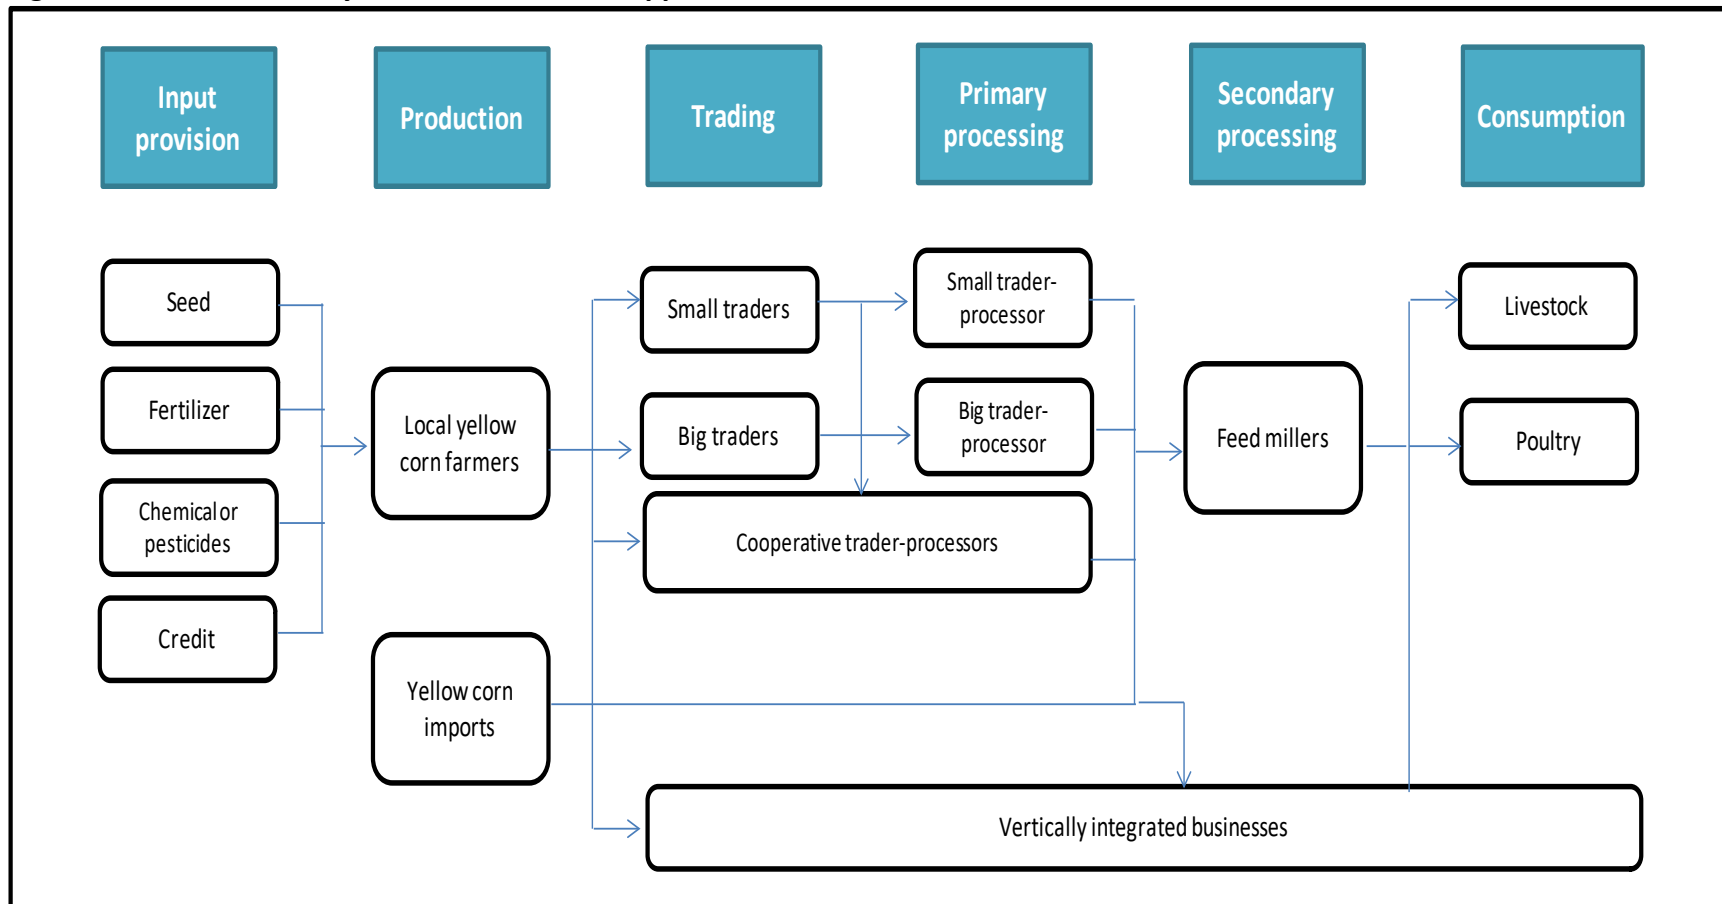 Input
provision
Production
Trading
Primary
processing
Secondary
processing
Consumption
Seed
Fertilizer
Chemical or
pesticides
Credit
Local yellow
corn farmers
Yellow corn
imports
Small traders
Big traders
Small trader-
processor
Big trader-
processor
Cooperative trader-processors
Feed millers
Livestock
Poultry
Vertically integrated businesses